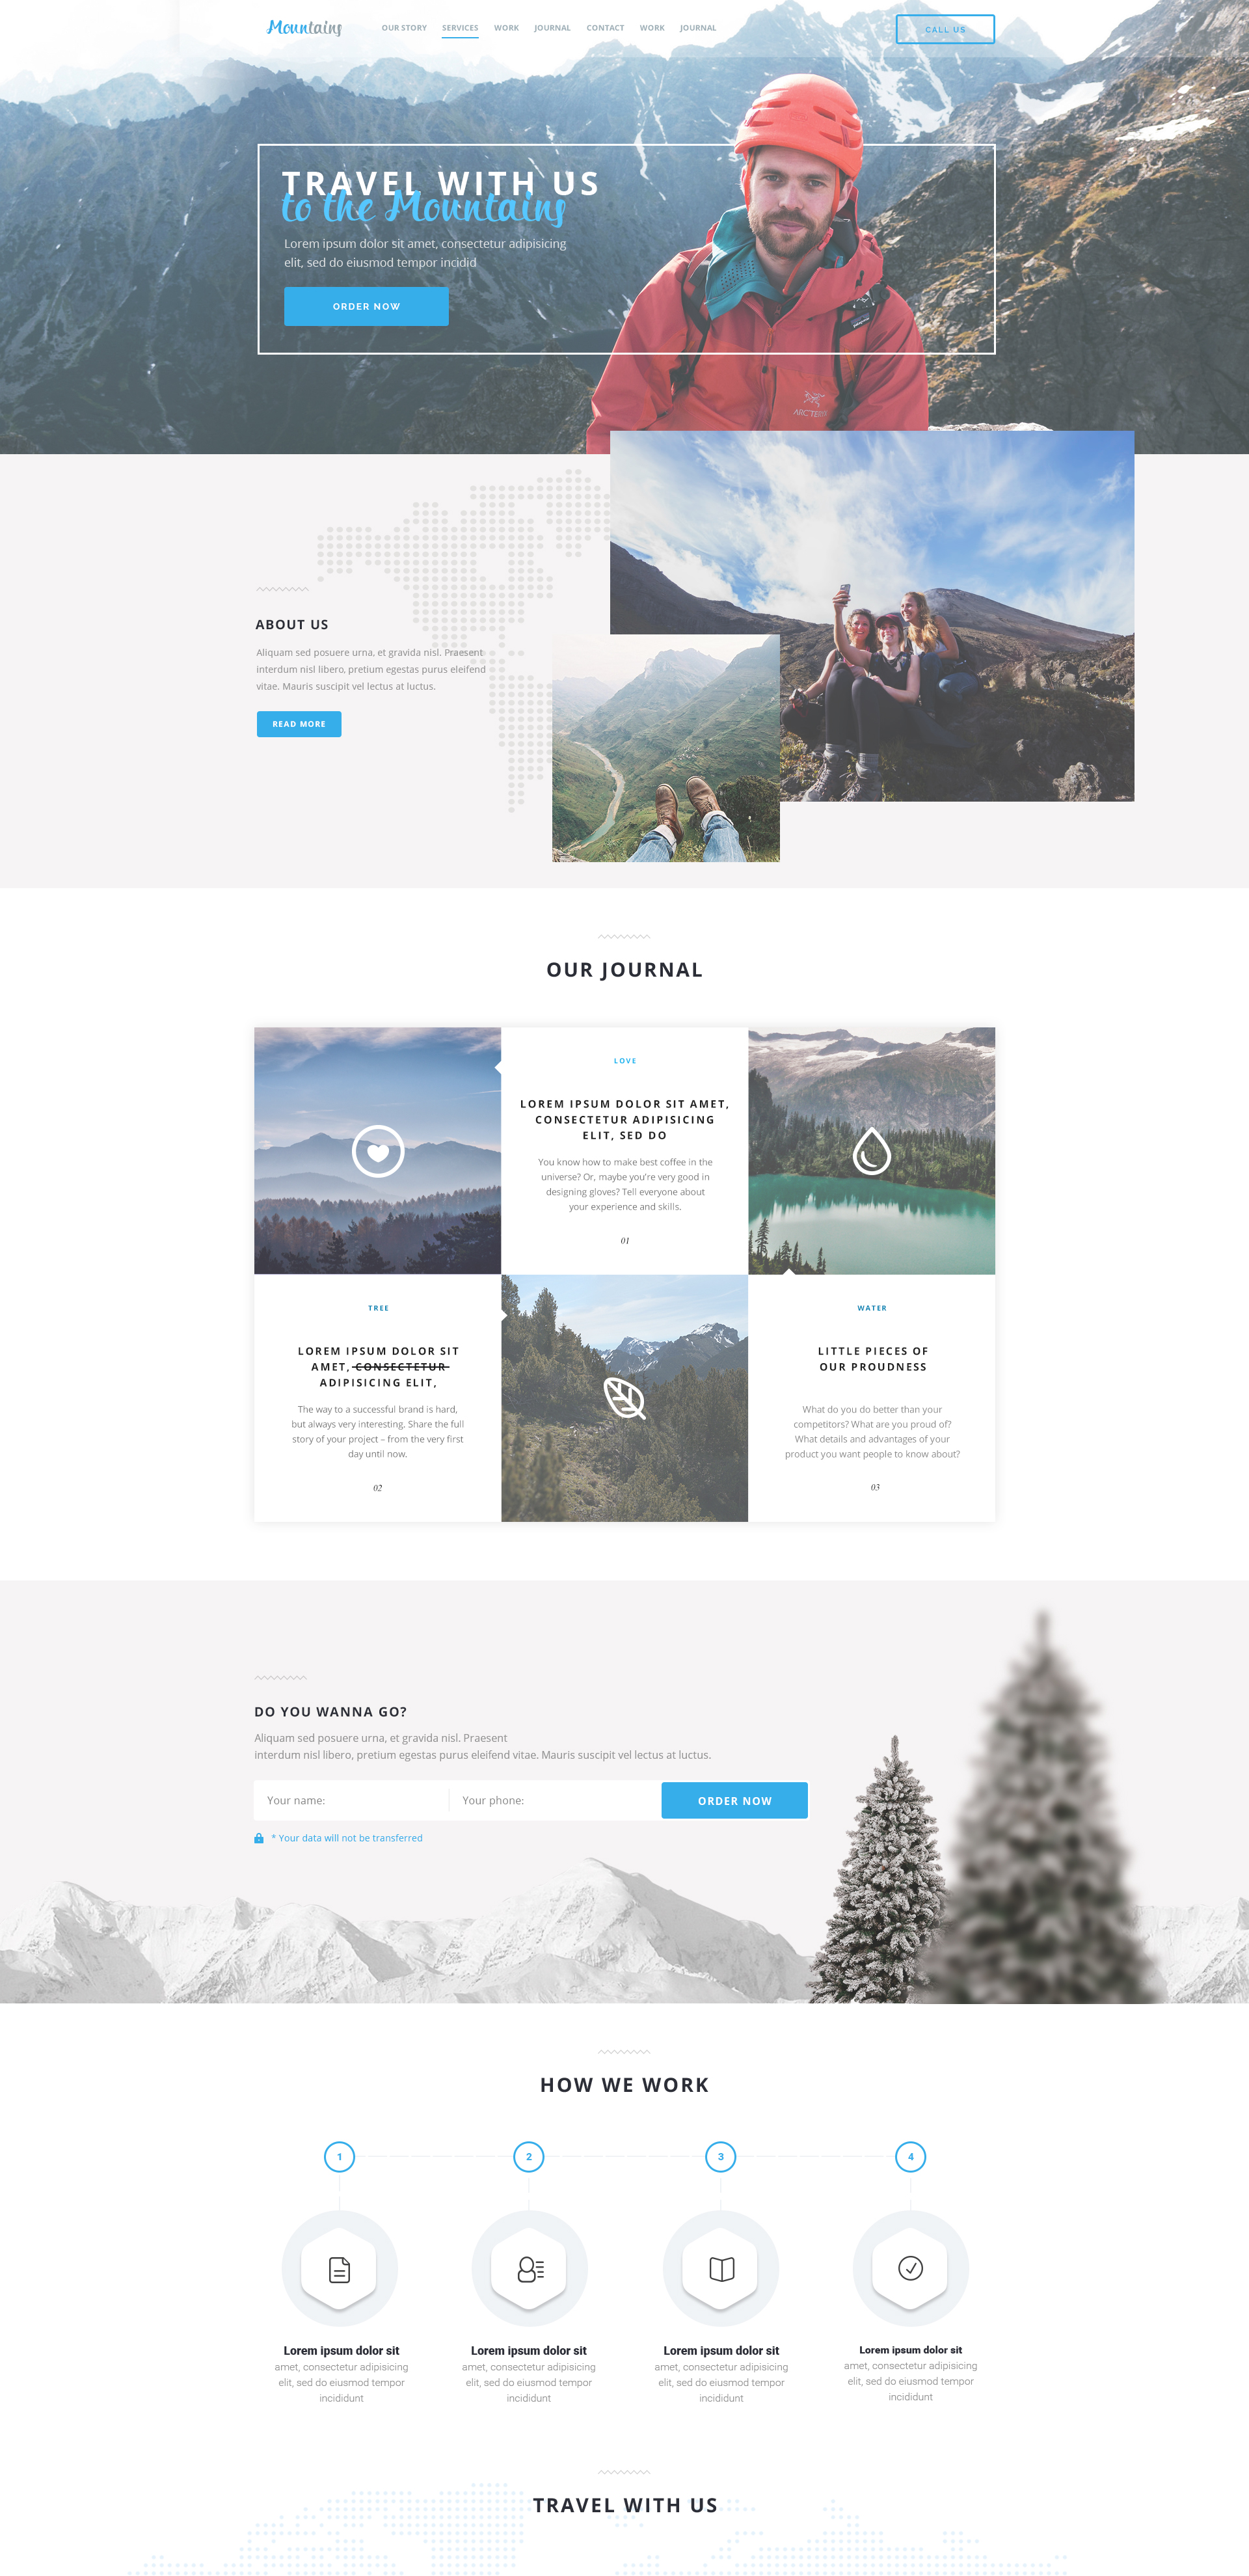 Mountains
OUR STORY SERVICES WORK JOURNAL CONTACT WORK JOURNAL
CALL US
TRAVEL WITH US
to the Mountains
Lorem ipsum dolor sit amet, consectetur adipisicing
elit, sed do eiusmod tempor incidid
ORDER NOW
ARC'TERYX
ABOUT US
Aliquam sed posuere urna, et gravida nisl. Praesent
interdum nisl libero, pretium egestas purus eleifend
vitae. Mauris suscipit vel lectus at luctus.
READ MORE
OUR JOURNAL
LOVE
LOREM IPSUM DOLOR SIT AMET,
CONSECTETUR ADIPISICING
ELIT, SED DO
You know how to make best coffee in the
universe? Or, maybe you're very good in
designing gloves? Tell everyone about
your experience and skills.
01
TREE
LOREM IPSUM DOLOR SIT
AMET, CONSECTETUR
ADIPISICING ELIT,
The way to a successful brand is hard,
but always very interesting. Share the full
story of your project – from the very first
day until now.
02
WATER
LITTLE PIECES OF
OUR PROUDNESS
What do you do better than your
competitors? What are you proud of?
What details and advantages of your
product you want people to know about?
03
DO YOU WANNA GO?
Aliquam sed posuere urna, et gravida nisl. Praesent
interdum nisl libero, pretium egestas purus eleifend vitae. Mauris suscipit vel lectus at luctus.
Your name:
Your phone:
ORDER NOW
* Your data will not be transferred
HOW WE WORK
1
2
3
4
Lorem ipsum dolor sit
amet, consectetur adipisicing
elit, sed do eiusmod tempor
incididunt
Lorem ipsum dolor sit
amet, consectetur adipisicing
elit, sed do eiusmod tempor
incididunt
Lorem ipsum dolor sit
amet, consectetur adipisicing
elit, sed do eiusmod tempor
incididunt
Lorem ipsum dolor sit
amet, consectetur adipisicing
elit, sed do eiusmod tempor
incididunt
TRAVEL WITH US